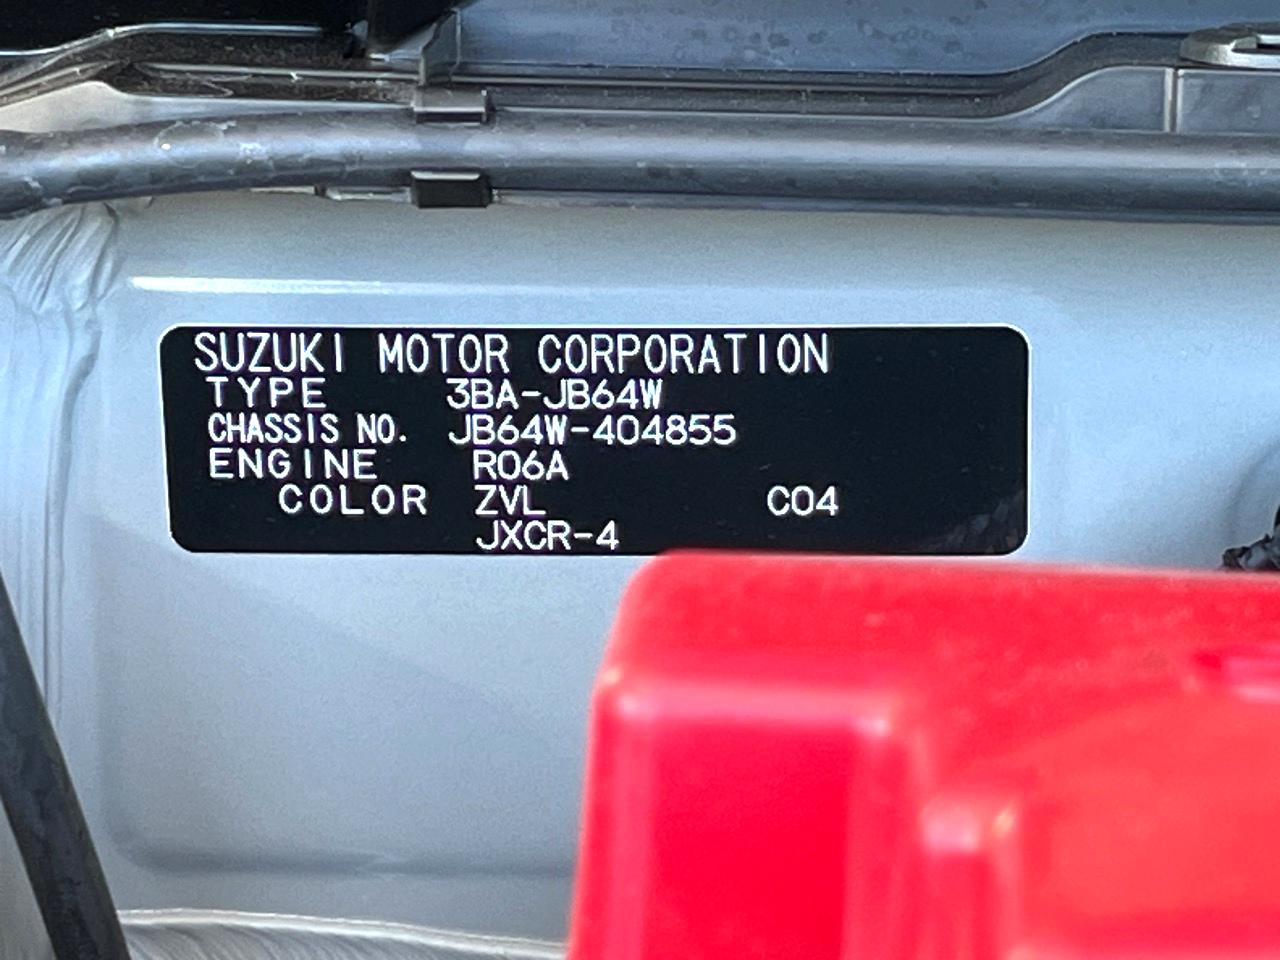 SUZUKI MOTOR CORPORATION
TYPE 3BA-JB64W
CHASSIS NO. JB64W-404855
ENGINE R06A
COLOR ZVL C04
JXCR-4